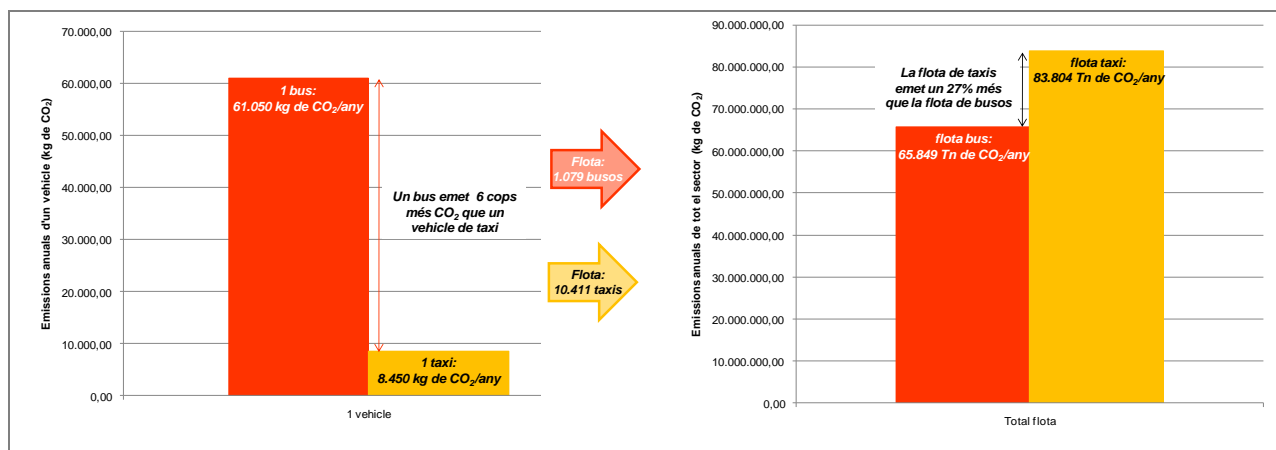 Emissions anuals d'un vehicle (kg de CO₂)
70.000,00
60.000,00
50.000,00
40.000,00
30.000,00
20.000,00
10.000,00
0,00
1 bus:
61.050 kg de CO₂/any
Un bus emet 6 cops
més CO₂ que un
vehicle de taxi
1 taxi:
8.450 kg de CO₂/any
1 vehicle
Flota:
1.079 busos
Flota:
10.411 taxis
Emissions anuals de tot el sector (kg de CO₂)
90.000.000,00
80.000.000,00
70.000.000,00
60.000.000,00
50.000.000,00
40.000.000,00
30.000.000,00
20.000.000,00
10.000.000,00
0,00
La flota de taxis
emet un 27% més
que la flota de busos
flota taxi:
83.804 Tn de CO₂/any
flota bus:
65.849 Tn de CO₂/any
Total flota